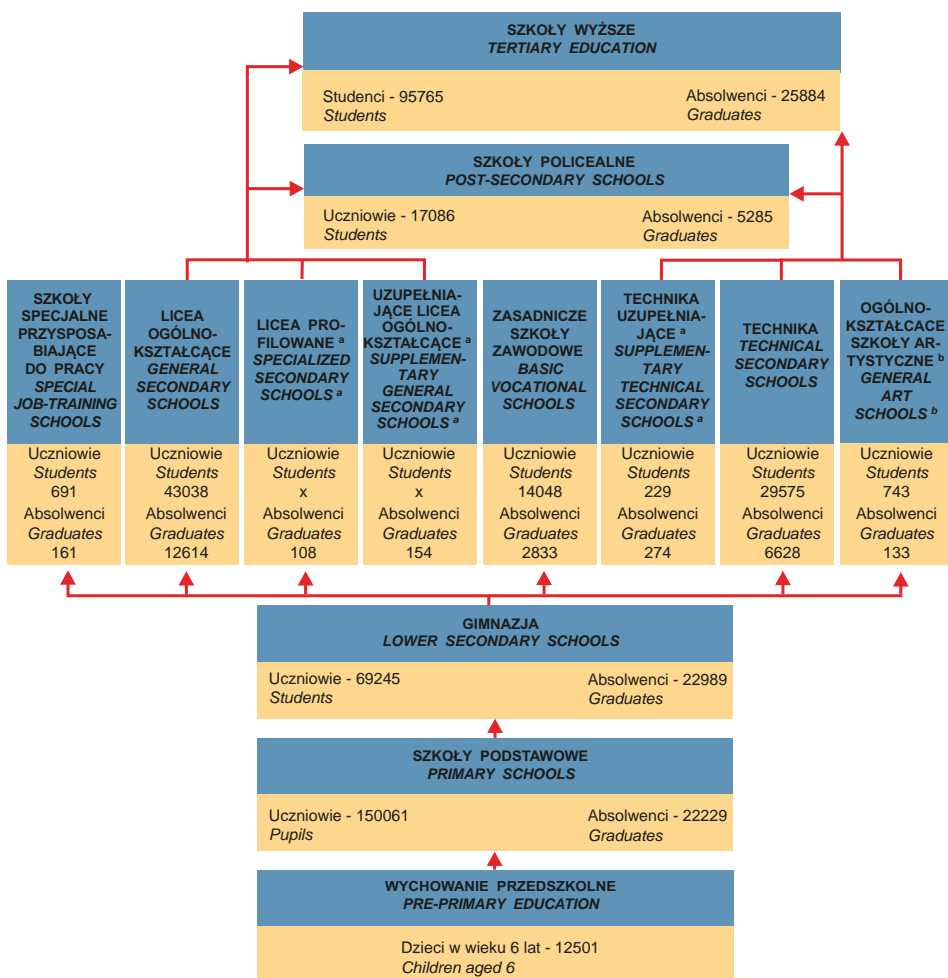 SZKOŁY WYŻSZE
TERTIARY EDUCATION
Studenci - 95765
Students
Absolwenci - 25884
Graduates
SZKOŁY POLICEALNE
POST-SECONDARY SCHOOLS
Uczniowie - 17086
Students
Absolwenci - 5285
Graduates
SZKOŁY
SPECJALNE
PRZYSPOSA-
BIAJĄCE
DO PRACY
SPECIAL
JOB-TRAINING
SCHOOLS
Uczniowie
Students
691
Absolwenci
Graduates
161
LICEA
OGÓLNO-
KSZTAŁCĄCE
GENERAL
SECONDARY
SCHOOLS
Uczniowie
Students
43038
Absolwenci
Graduates
12614
LICEA PRO-
FILOWANE a
SPECIALIZED
SECONDARY
SCHOOLS a
Uczniowie
Students
x
Absolwenci
Graduates
108
UZUPEŁNIA-
JĄCE LICEA
OGÓLNO-
KSZTAŁCĄCE a
SUPPLEMEN-
TARY
GENERAL
SECONDARY
SCHOOLS a
Uczniowie
Students
x
Absolwenci
Graduates
154
ZASADNICZE
SZKOŁY
ZAWODOWE
BASIC
VOCATIONAL
SCHOOLS
Uczniowie
Students
14048
Absolwenci
Graduates
2833
TECHNIKA
UZUPEŁNIA-
JĄCE a
SUPPLEMEN-
TARY
TECHNICAL
SECONDARY
SCHOOLS a
Uczniowie
Students
229
Absolwenci
Graduates
274
TECHNIKA
TECHNICAL
SECONDARY
SCHOOLS
Uczniowie
Students
29575
Absolwenci
Graduates
6628
OGÓLNO-
KSZTAŁCACE
SZKOŁY AR-
TYSTYCZNE b
GENERAL
ART
SCHOOLS b
Uczniowie
Students
743
Absolwenci
Graduates
133
GIMNAZJA
LOWER SECONDARY SCHOOLS
Uczniowie - 69245
Students
Absolwenci - 22989
Graduates
SZKOŁY PODSTAWOWE
PRIMARY SCHOOLS
Uczniowie - 150061
Pupils
Absolwenci - 22229
Graduates
WYCHOWANIE PRZEDSZKOLNE
PRE-PRIMARY EDUCATION
Dzieci w wieku 6 lat - 12501
Children aged 6